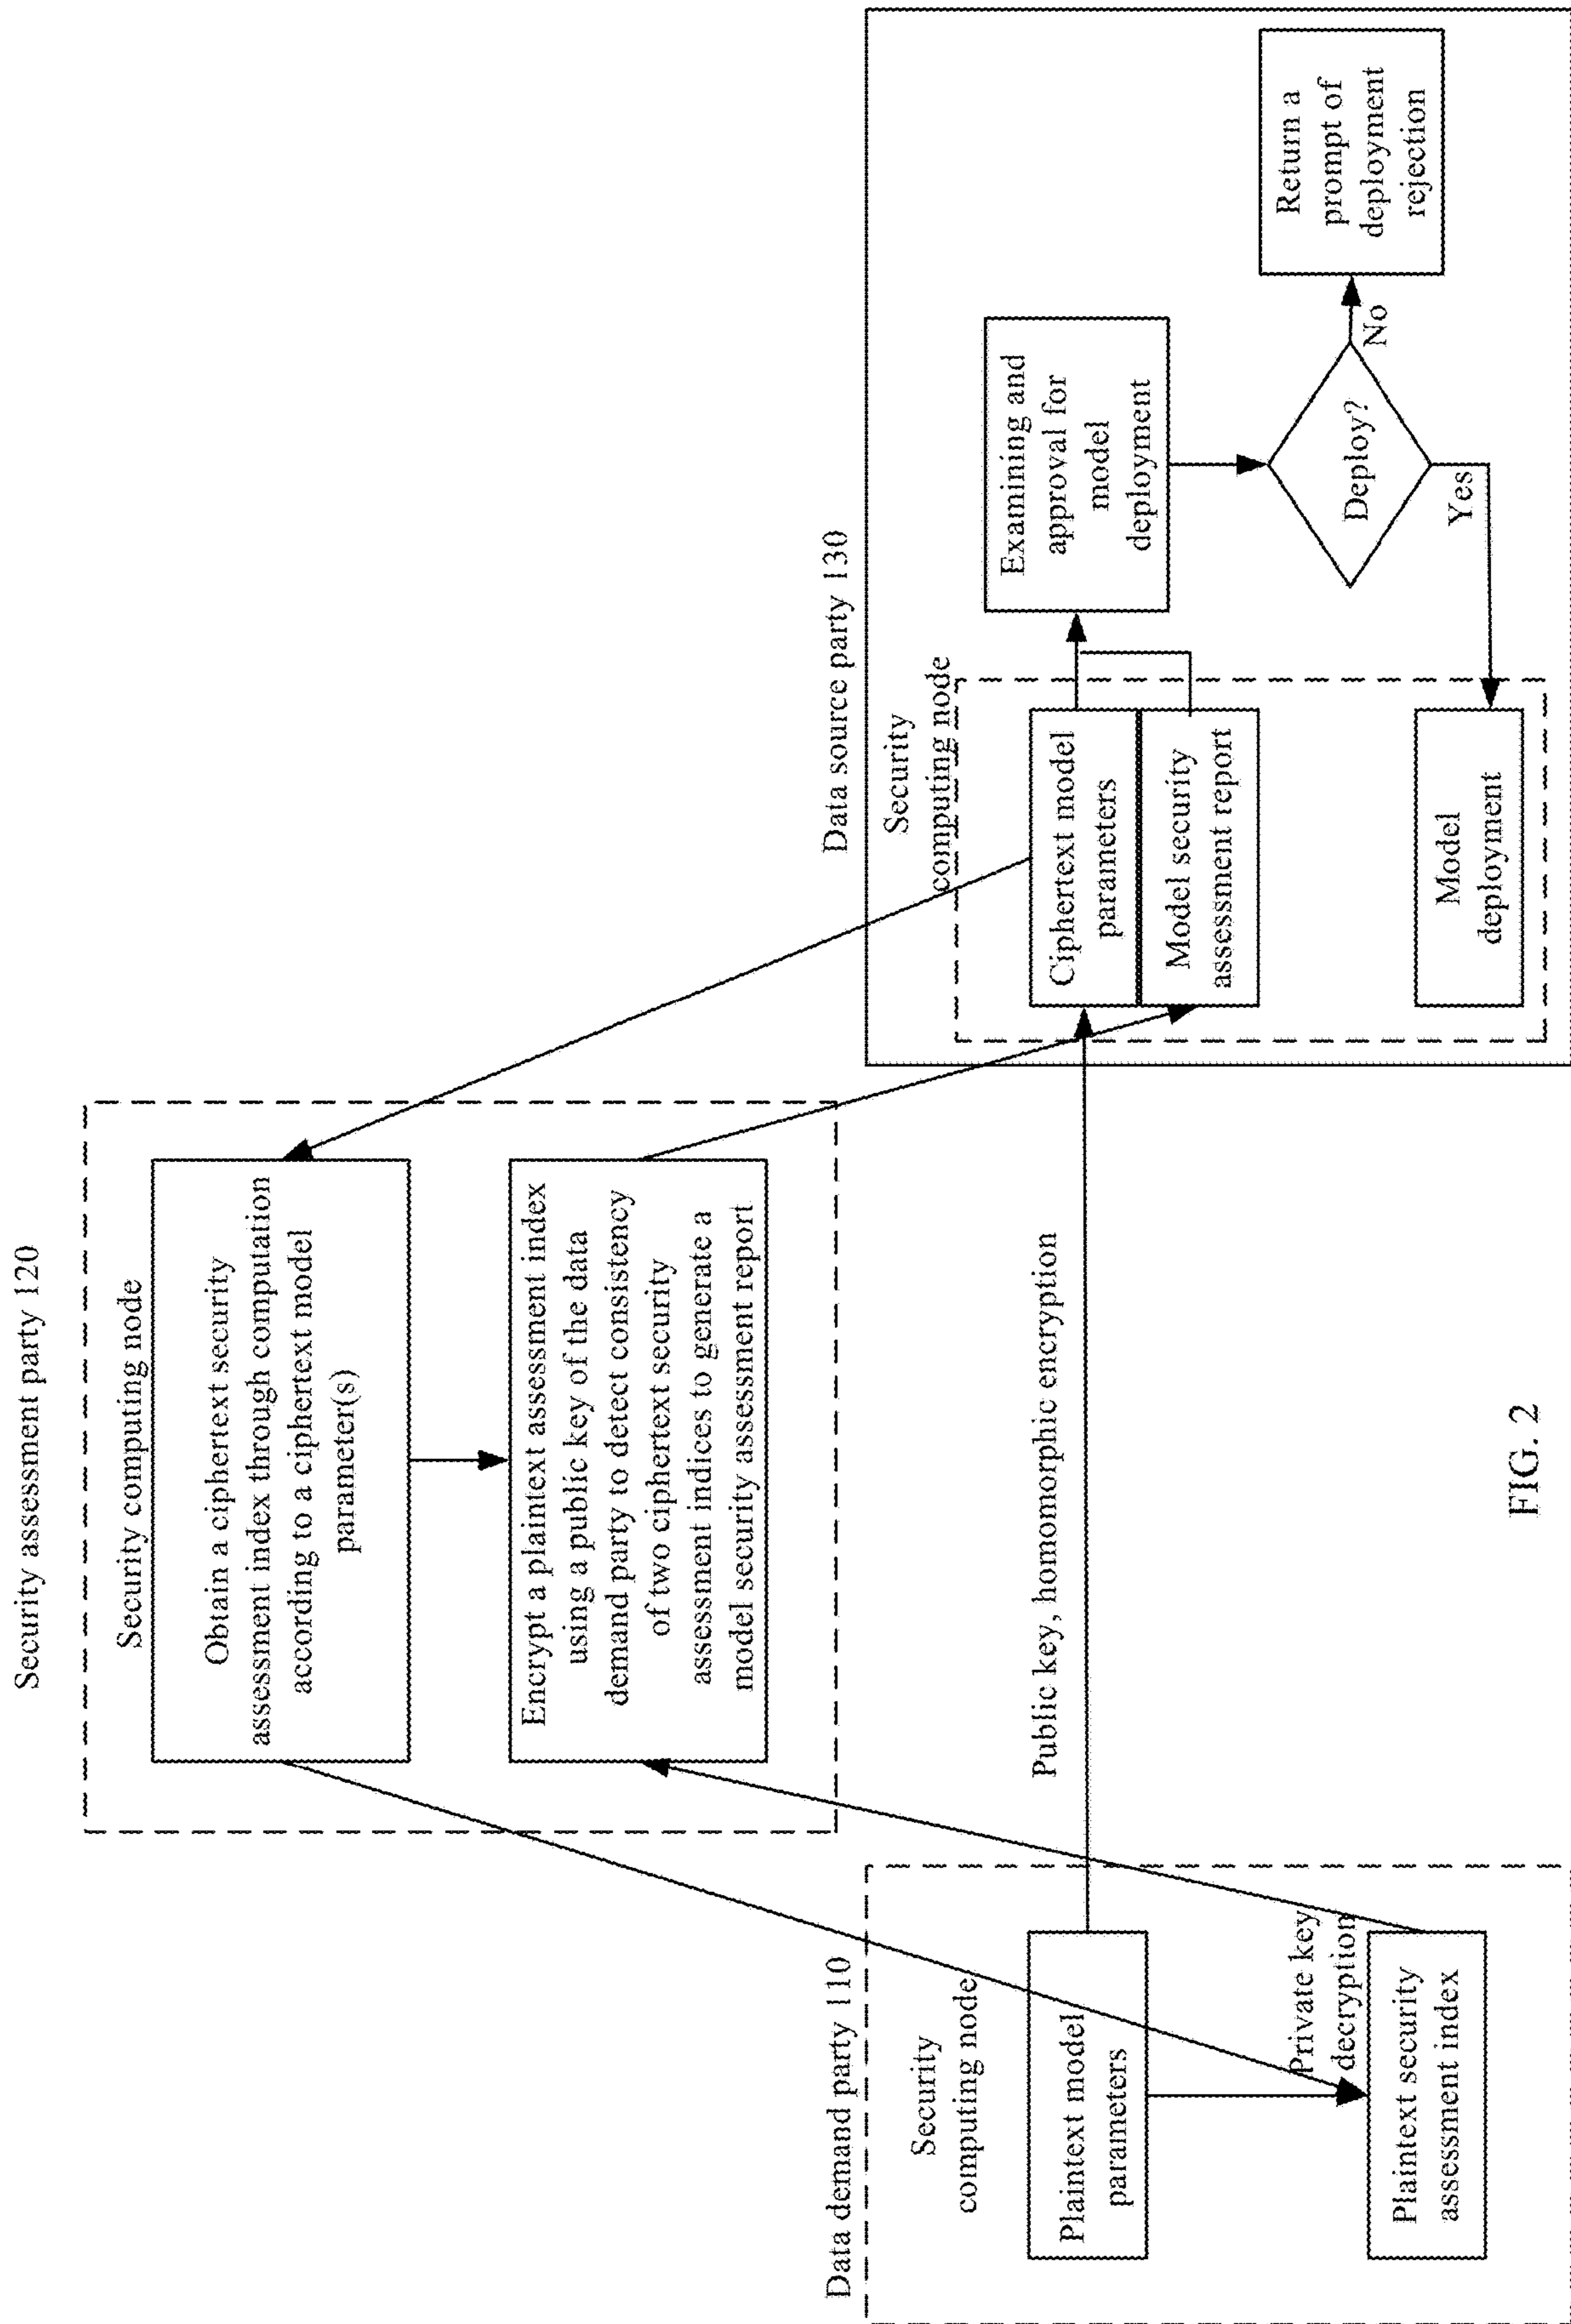 Security assessment party 120
Security computing node
Obtain a ciphertext security
assessment index through computation
according to a ciphertext model
parameter(s)
Encrypt a plaintext assessment index
using a public key of the data
demand party to detect consistency
of two ciphertext security
assessment indices to generate a
model security assessment report
Data demand party 110
Security
computing node
Plaintext model
parameters
Private key
decryption
Plaintext security
assessment index
Public key, homomorphic encryption
Data source party 130
Security
computing node
Ciphertext model
parameters
Model security
assessment report
Model
deployment
Examining and
approval for
model
deployment
Deploy?
Yes
No
Return a
prompt of
deployment
rejection
FIG. 2